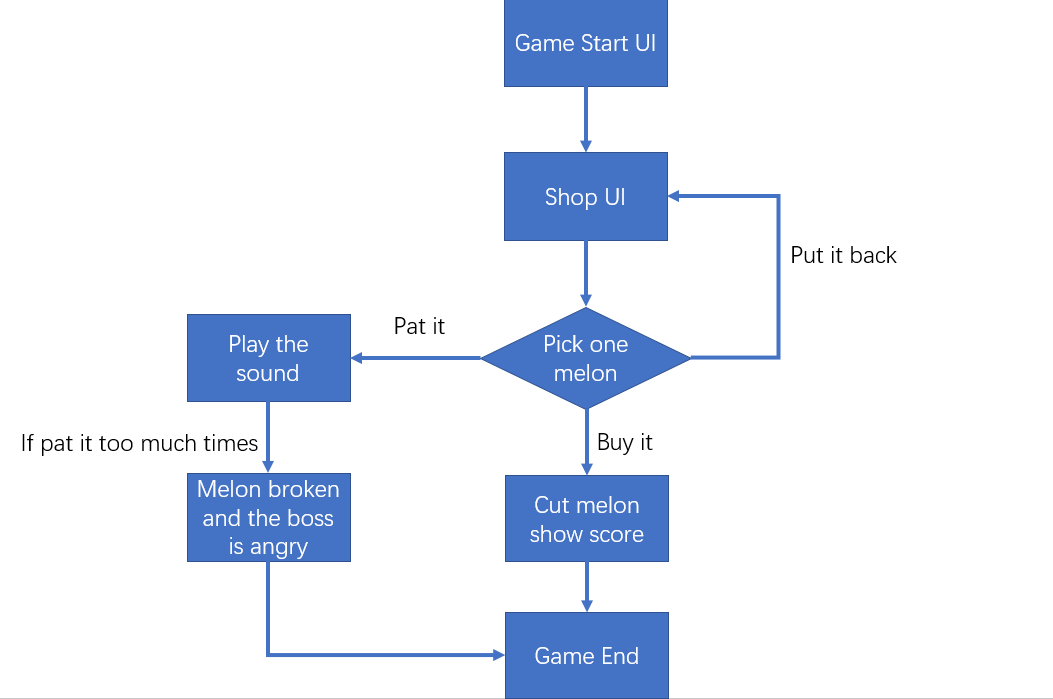 Game Start UI
Shop UI
Put it back
Pat it
Pick one
melon
Play the
sound
If pat it too much times
Buy it
Melon broken
and the boss
is angry
Cut melon
show score
Game End